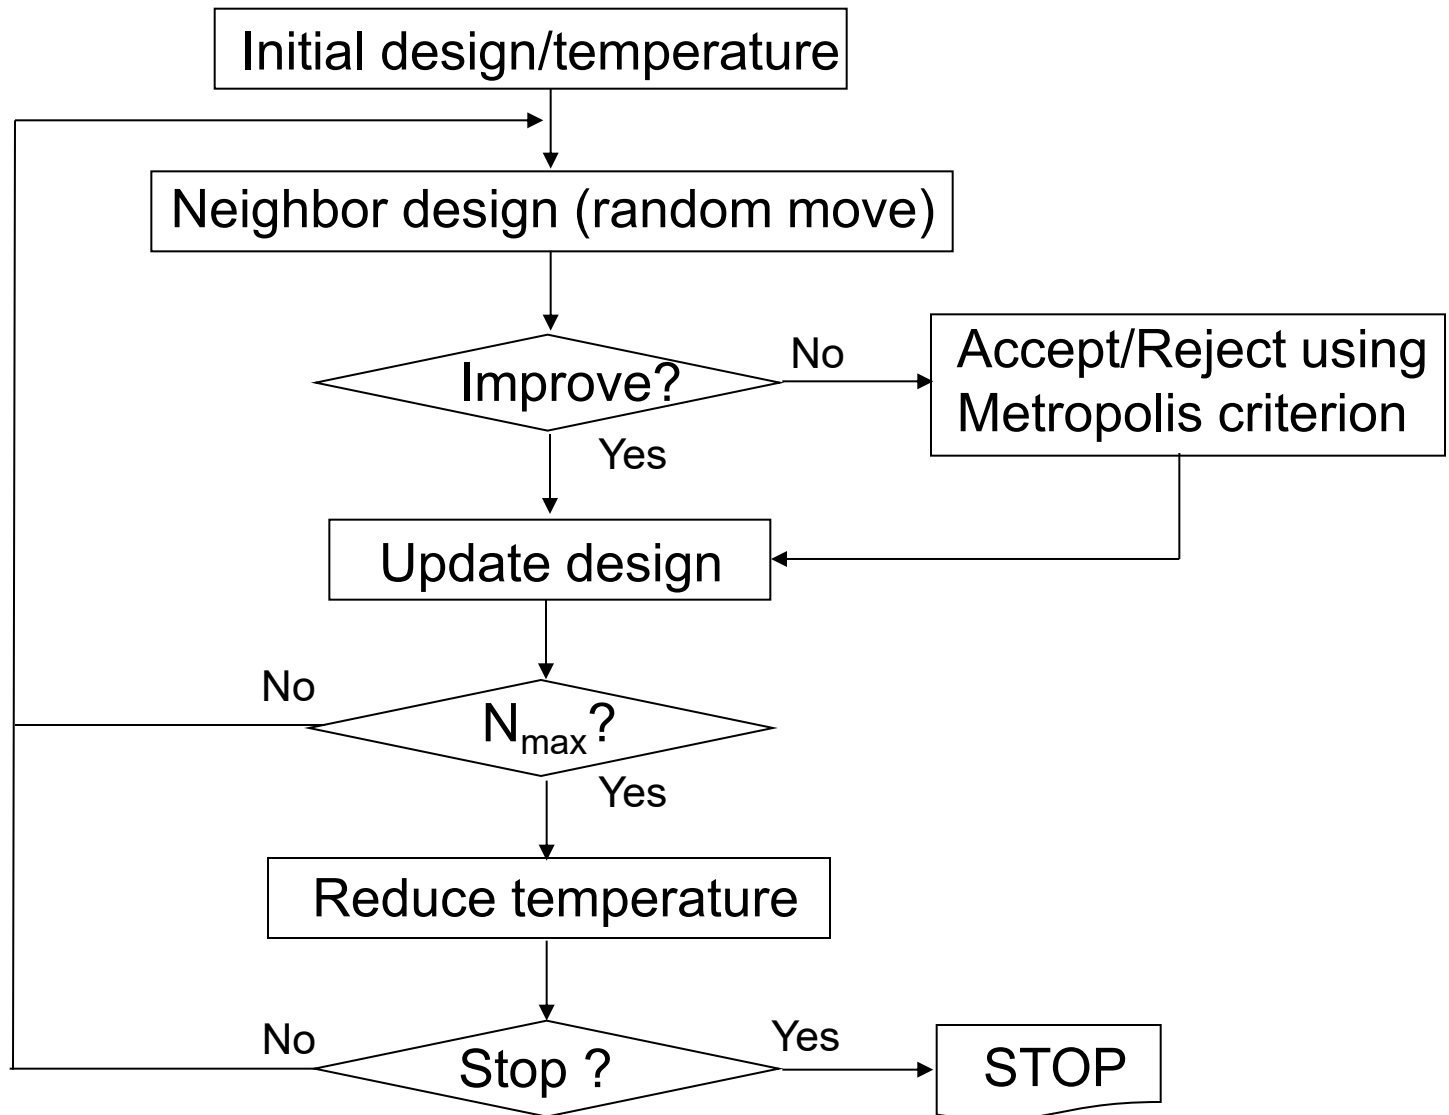 Initial design/temperature
Neighbor design (random move)
Improve?
No
Accept/Reject using
Metropolis criterion
Yes
Update design
No
Nmax?
Yes
Reduce temperature
No
Stop ?
Yes
STOP